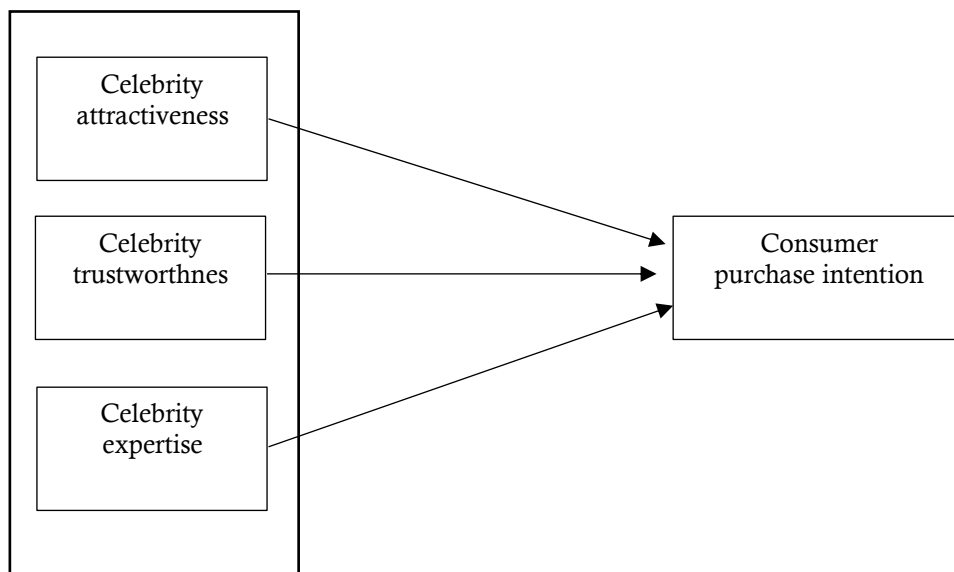 Celebrity
attractiveness
Celebrity
trustworthnes
Consumer
purchase intention
Celebrity
expertise